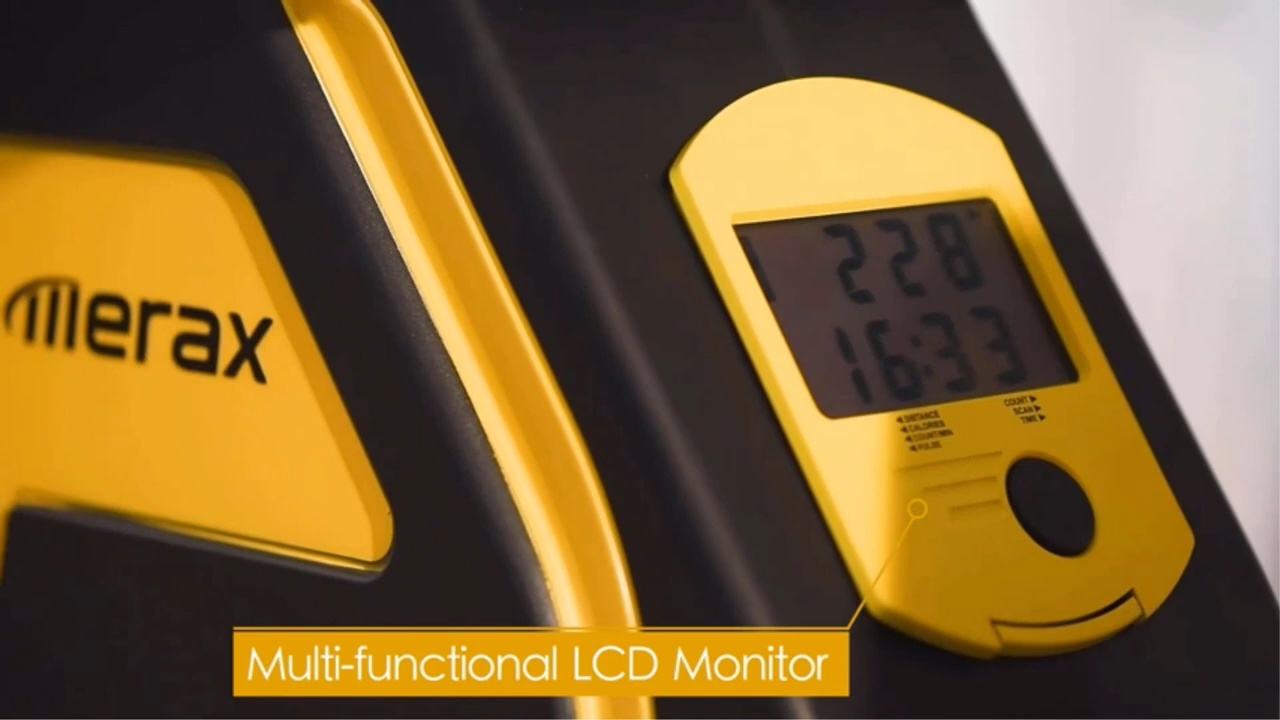 merax
228
16:33
DISTANCE
CALORIES
COUNT/MIN
PULSE
COUNT
SCAN
TIME
Multi-functional LCD Monitor